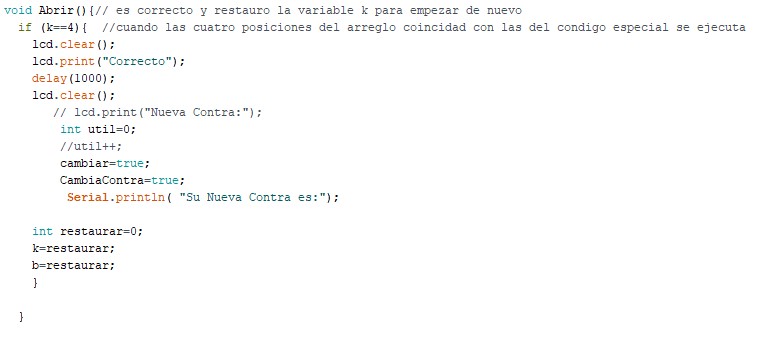 void Abrir(){// es correcto y restauro la variable k para empezar de nuevo
if (k==4){ //cuando las cuatro posiciones del arreglo coincidad con las del condigo especial se ejecuta
lcd.clear();
lcd.print("Correcto");
delay(1000);
lcd.clear();
// lcd.print("Nueva Contra:");
int util=0;
//util++;
cambiar=true;
CambiaContra=true;
Serial.println( "Su Nueva Contra es:");
int restaurar=0;
k=restaurar;
b=restaurar;
}
}